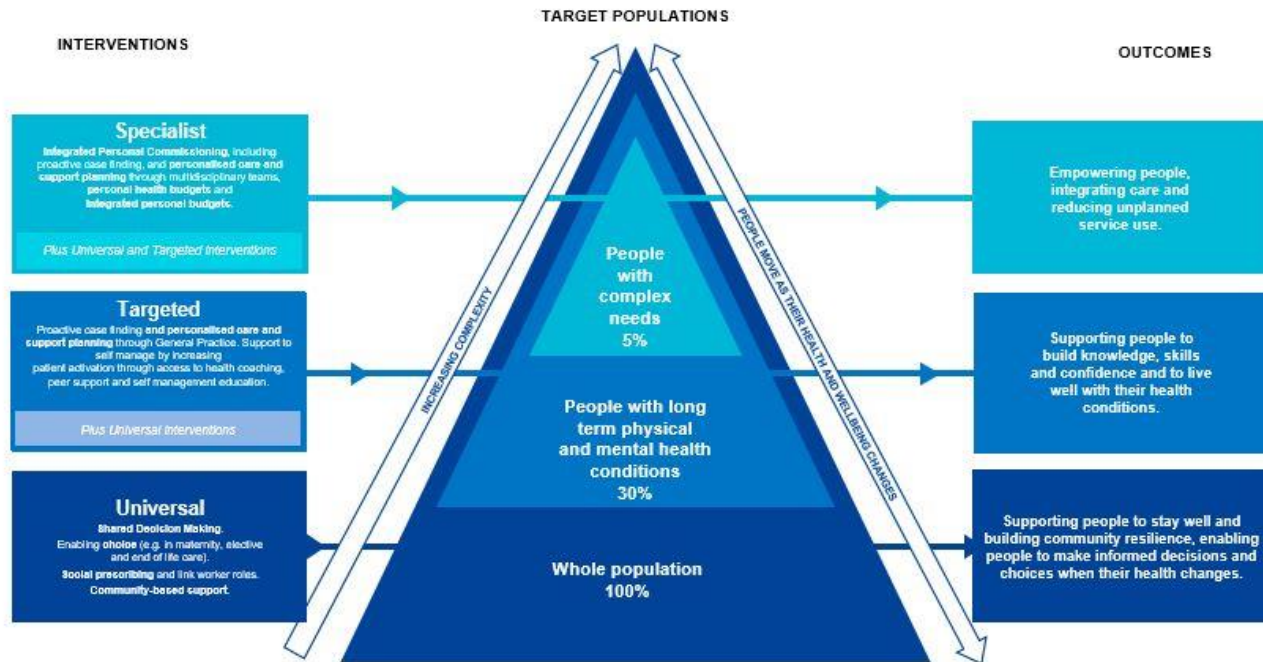 TARGET POPULATIONS
INTERVENTIONS
OUTCOMES
Specialist
Integrated Personal Commissioning, including
proactive case finding, and personalised care and
support planning through multidisciplinary teams,
personal health budgets and
integrated personal budgets.
Plus Universal and Targeted Interventions
Targeted
Proactive case finding and personalised care and
support planning through General Practice. Support to
self manage by increasing
patient activation through access to health coaching,
peer support and self management education.
Plus Universal Interventions
Universal
Shared Decision Making.
Enabling choice (e.g. in maternity, elective
and end of life care).
Social prescribing and link worker roles.
Community-based support.
INCREASING COMPLEXITY
People
with
complex
needs
5%
People with long
term physical
and mental health
conditions
30%
Whole population
100%
PEOPLE MOVE AS THEIR HEALTH AND WELLBEING CHANGES
Empowering people,
integrating care and
reducing unplanned
service use.
Supporting people to
build knowledge, skills
and confidence and to live
well with their health
conditions.
Supporting people to stay well and
building community resilience, enabling
people to make informed decisions and
choices when their health changes.